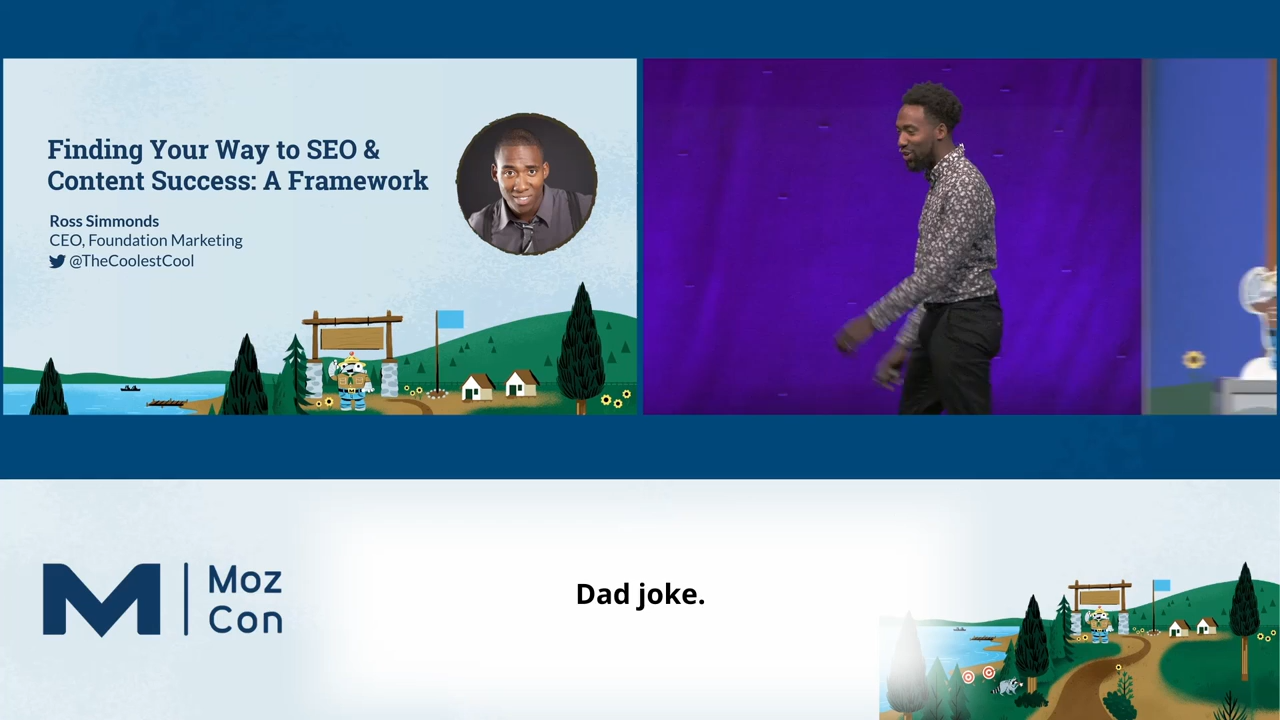 Finding Your Way to SEO &
Content Success: A Framework
Ross Simmonds
CEO, Foundation Marketing
@TheCoolestCool
Moz
Con
Dad joke.